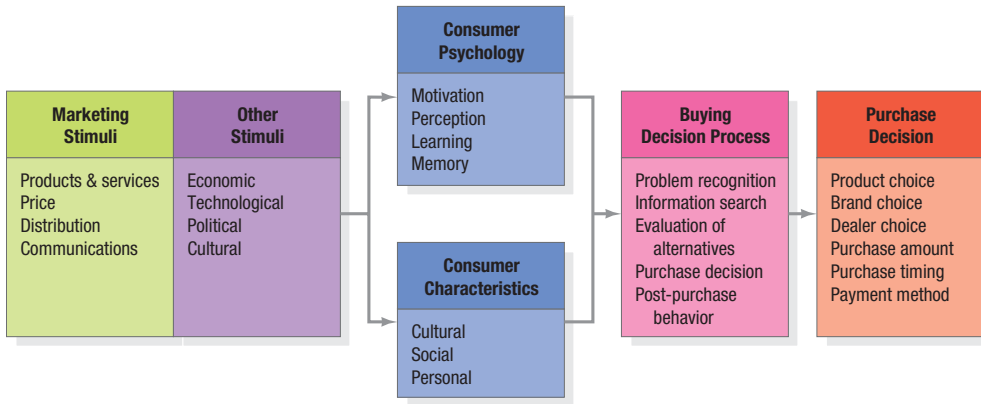 Marketing
Stimuli
Products & services
Price
Distribution
Communications
Other
Stimuli
Economic
Technological
Political
Cultural
Consumer
Psychology
Motivation
Perception
Learning
Memory
Consumer
Characteristics
Cultural
Social
Personal
Buying
Decision Process
Problem recognition
Information search
Evaluation of
alternatives
Purchase decision
Post-purchase
behavior
Purchase
Decision
Product choice
Brand choice
Dealer choice
Purchase amount
Purchase timing
Payment method